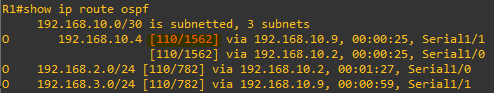 R1#show ip route ospf
192.168.10.0/30 is subnetted, 3 subnets
O 192.168.10.4 [110/1562] via 192.168.10.9, 00:00:25, Serial1/1
[110/1562] via 192.168.10.2, 00:00:25, Serial1/0
O 192.168.2.0/24 [110/782] via 192.168.10.2, 00:01:27, Serial1/0
O 192.168.3.0/24 [110/782] via 192.168.10.9, 00:00:59, Serial1/1